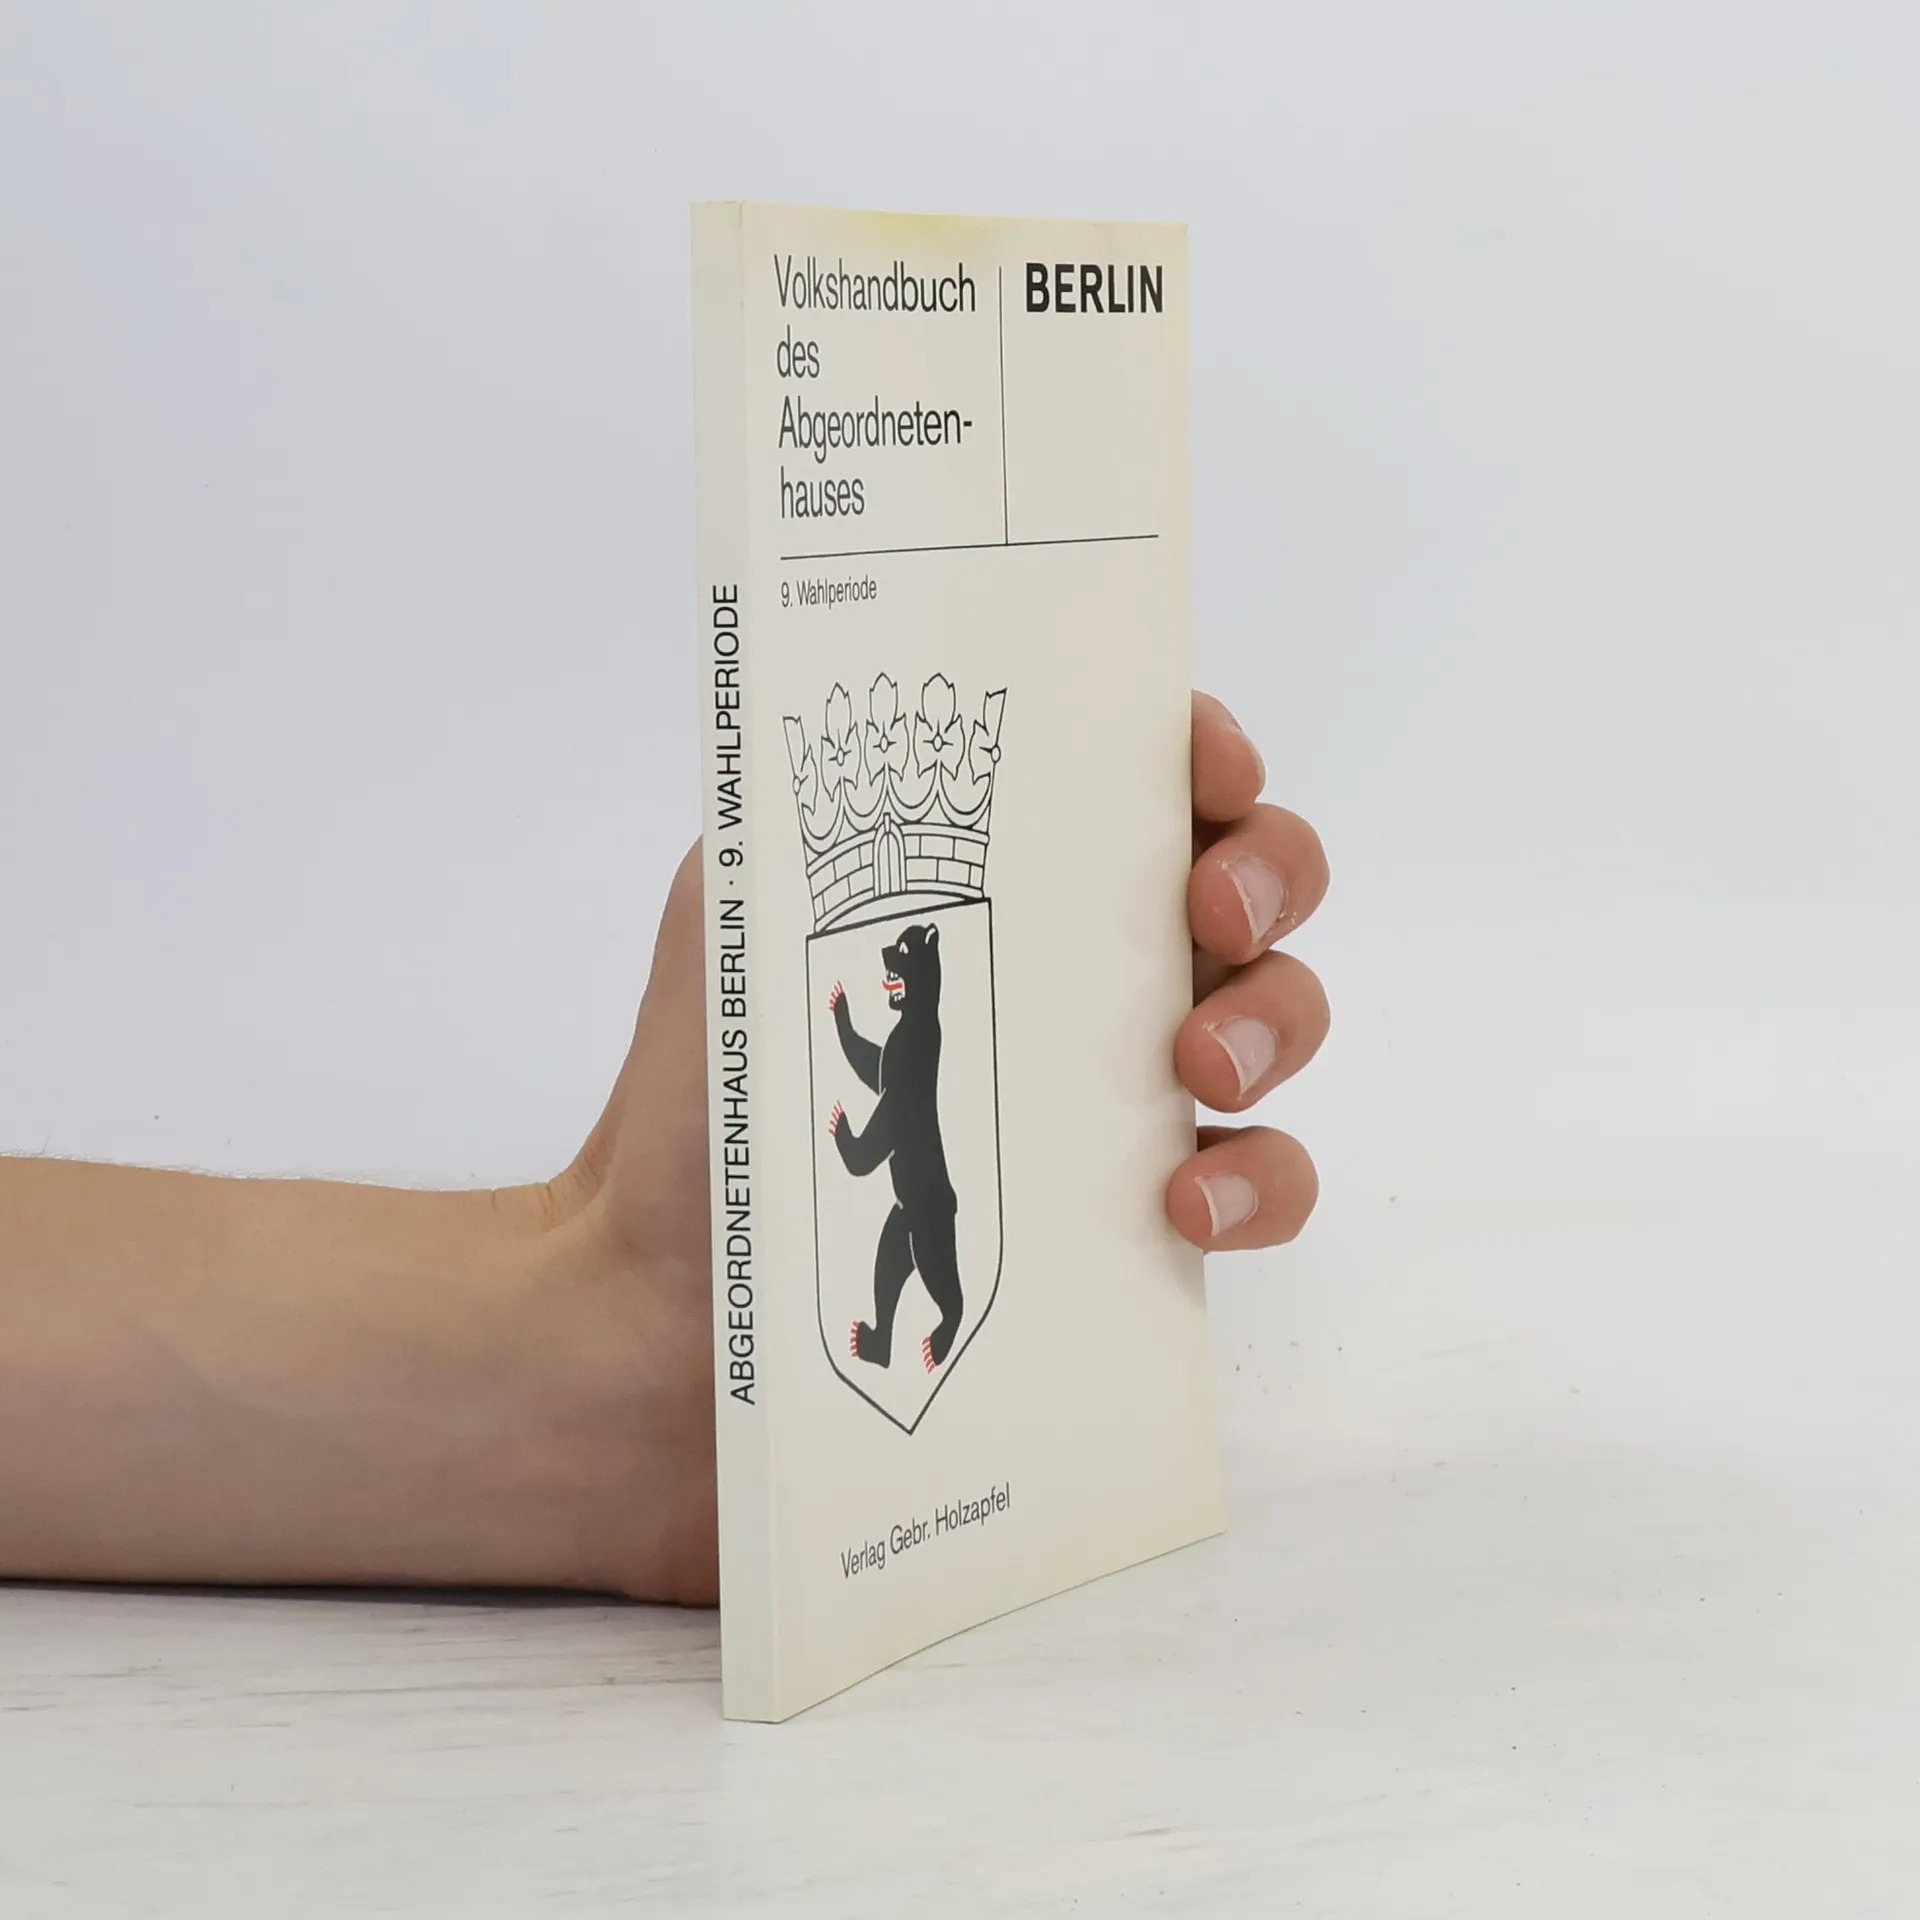 Volkshandbuch
des
Abgeordneten-
hauses
BERLIN
9. Wahlperiode
Verlag Gebr. Holzapfel
ABGEORDNETENHAUS BERLIN · 9. WAHLPERIODE